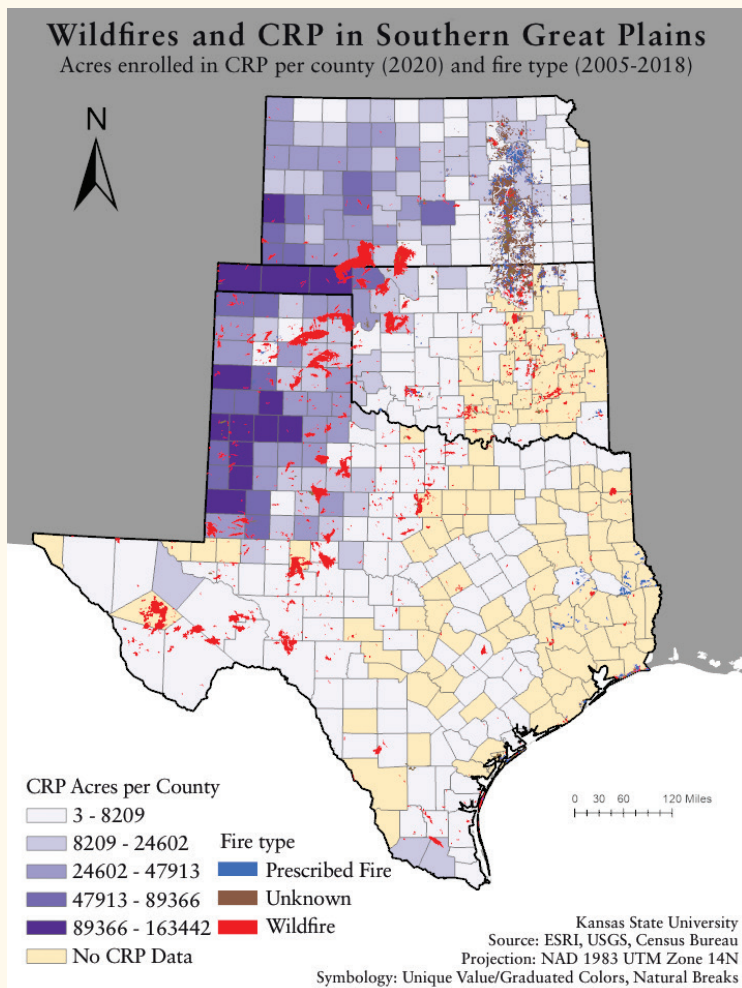 Wildfires and CRP in Southern Great Plains
Acres enrolled in CRP per county (2020) and fire type (2005-2018)
N
CRP Acres per County
3 - 8209
8209 - 24602
24602 - 47913
47913 - 89366
89366 - 163442
No CRP Data
Fire type
Prescribed Fire
Unknown
Wildfire
0 30 60 120 Miles
Kansas State University
Source: ESRI, USGS, Census Bureau
Projection: NAD 1983 UTM Zone 14N
Symbology: Unique Value/Graduated Colors, Natural Breaks